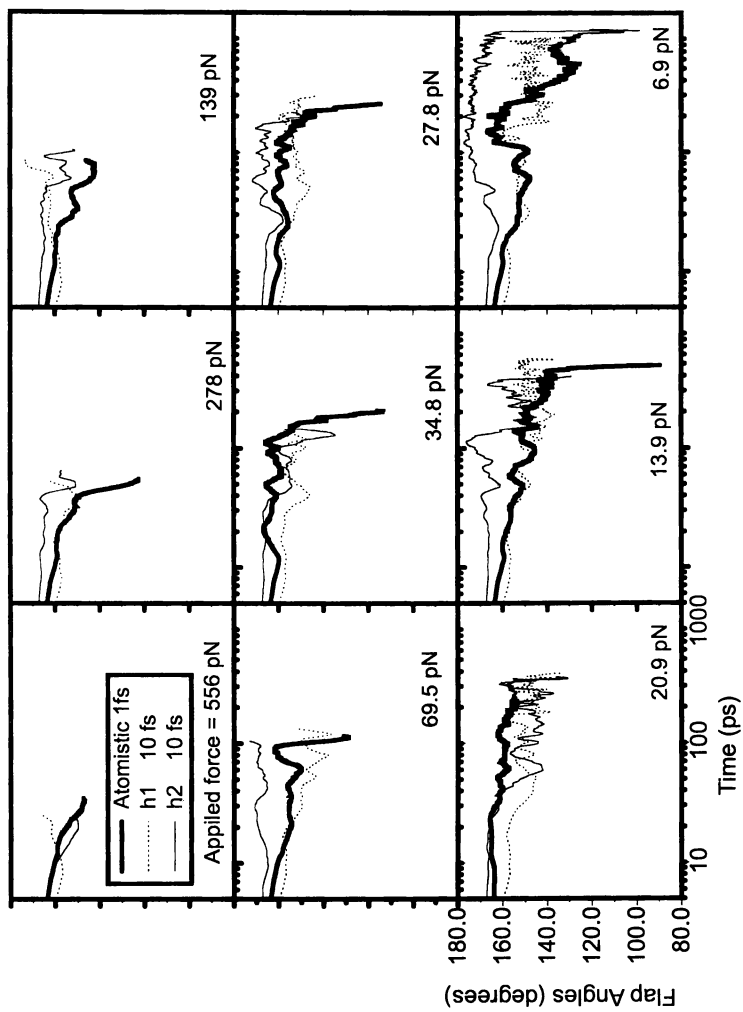 Atomistic 1fs
h1 10 fs
h2 10 fs
Appiled force = 556 pN
278 pN
139 pN
69.5 pN
34.8 pN
27.8 pN
Flap Angles (degrees)
180.0
160.0
140.0
120.0
100.0
80.0
20.9 pN
13.9 pN
6.9 pN
10
100
1000
Time (ps)